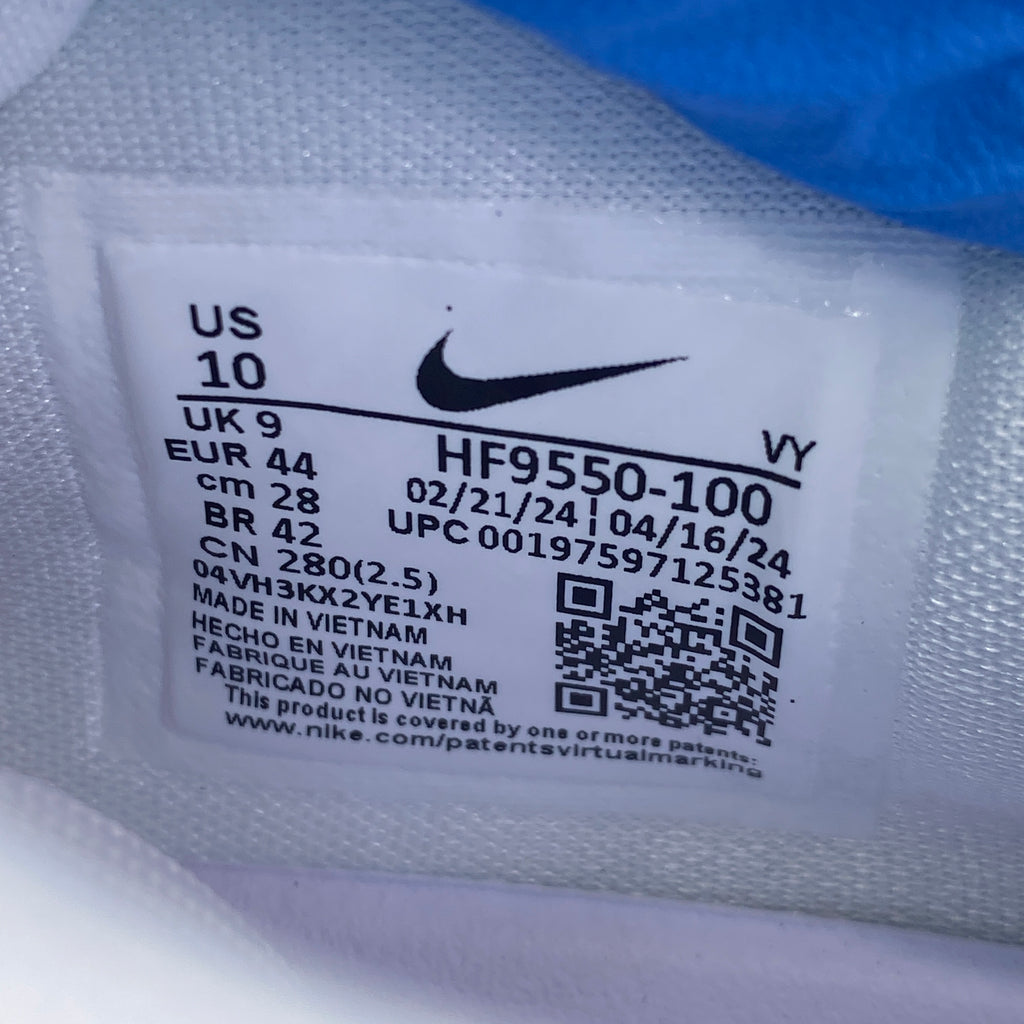 US
10
UK 9
EUR 44
cm 28
BR 42
CN 280(2.5)
04VH3KX2YE1XH
MADE IN VIETNAM
HECHO EN VIETNAM
FABRIQUE AU VIETNAM
FABRICADO NO VIETNÃ
This product is covered by one or more patents:
www.nike.com/patentsvirtualmarking
VY
HF9550-100
02/21/24 ¦ 04/16/24
UPC 00197597125381